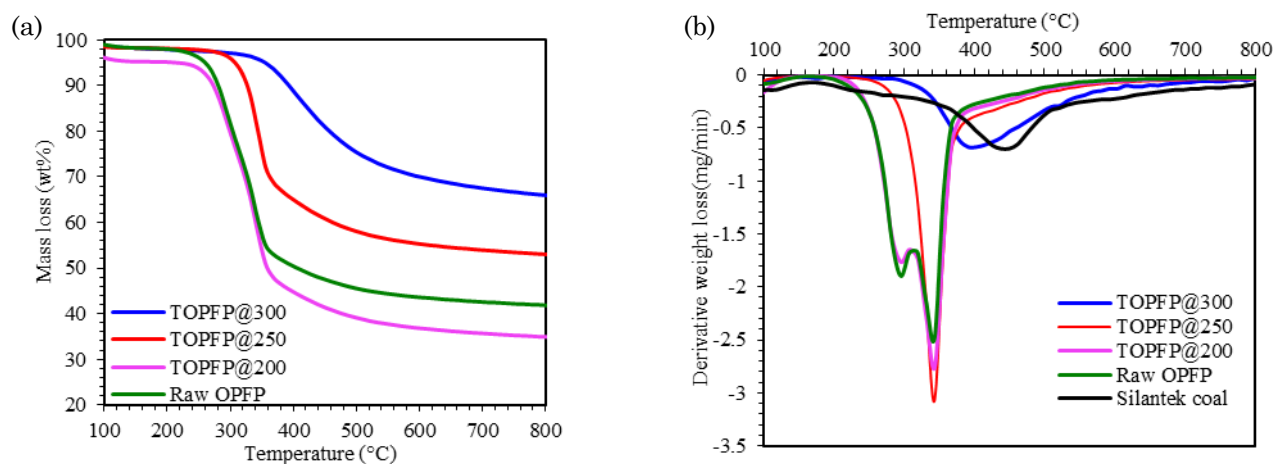 (a)
100
90
80
70
60
50
40
30
20
Mass loss (wt%)
TOPFP@300
TOPFP@250
TOPFP@200
Raw OPFP
100 200 300 400 500 600 700 800
Temperature (°C)
(b)
Temperature (°C)
100 200 300 400 500 600 700 800
0
-0.5
-1
-1.5
-2
-2.5
-3
-3.5
Derivative weight loss(mg/min)
TOPFP@300
TOPFP@250
TOPFP@200
Raw OPFP
Silantek coal